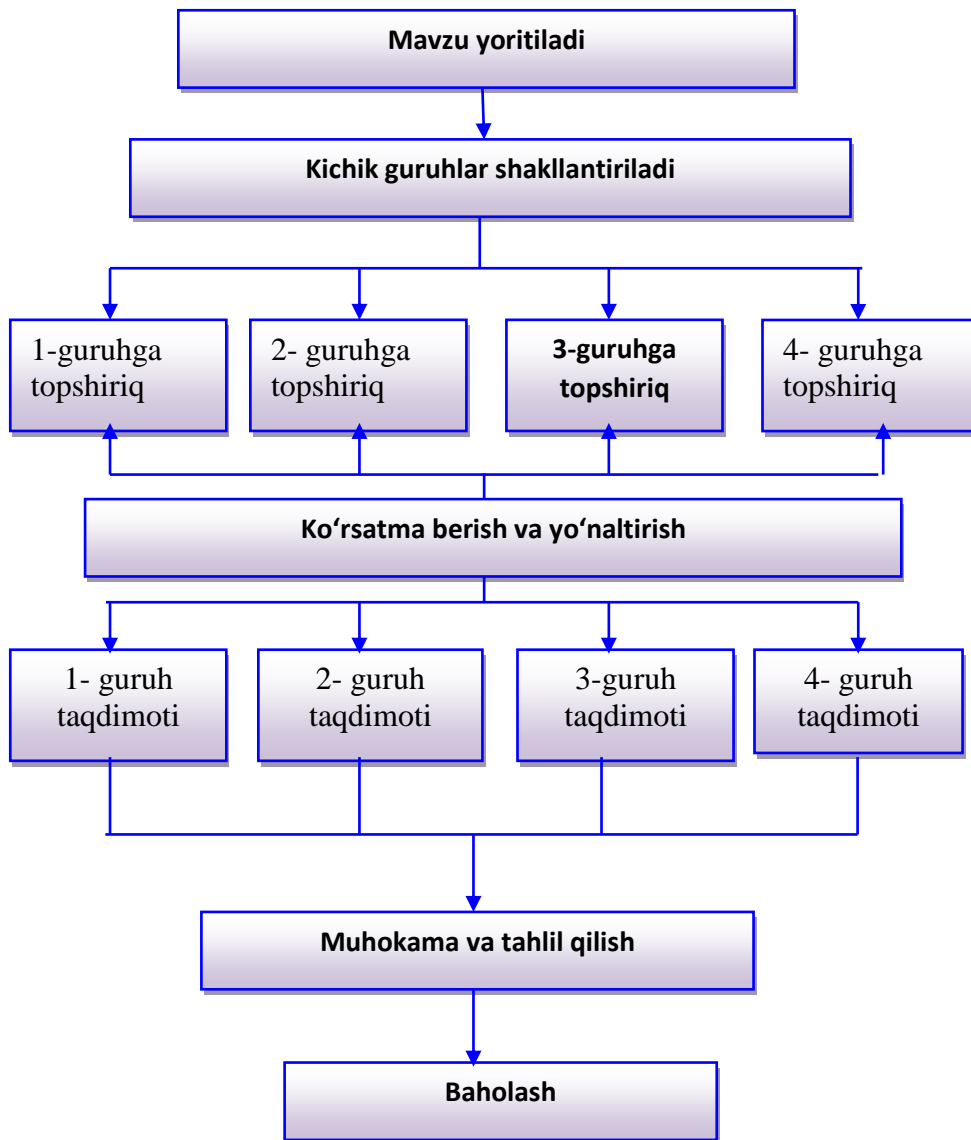 Mavzu yoritiladi
Kichik guruhlar shakllantiriladi
1-guruhga
topshiriq
2- guruhga
topshiriq
3-guruhga
topshiriq
4- guruhga
topshiriq
Ko‘rsatma berish va yo‘naltirish
1- guruh
taqdimoti
2- guruh
taqdimoti
3-guruh
taqdimoti
4- guruh
taqdimoti
Muhokama va tahlil qilish
Baholash